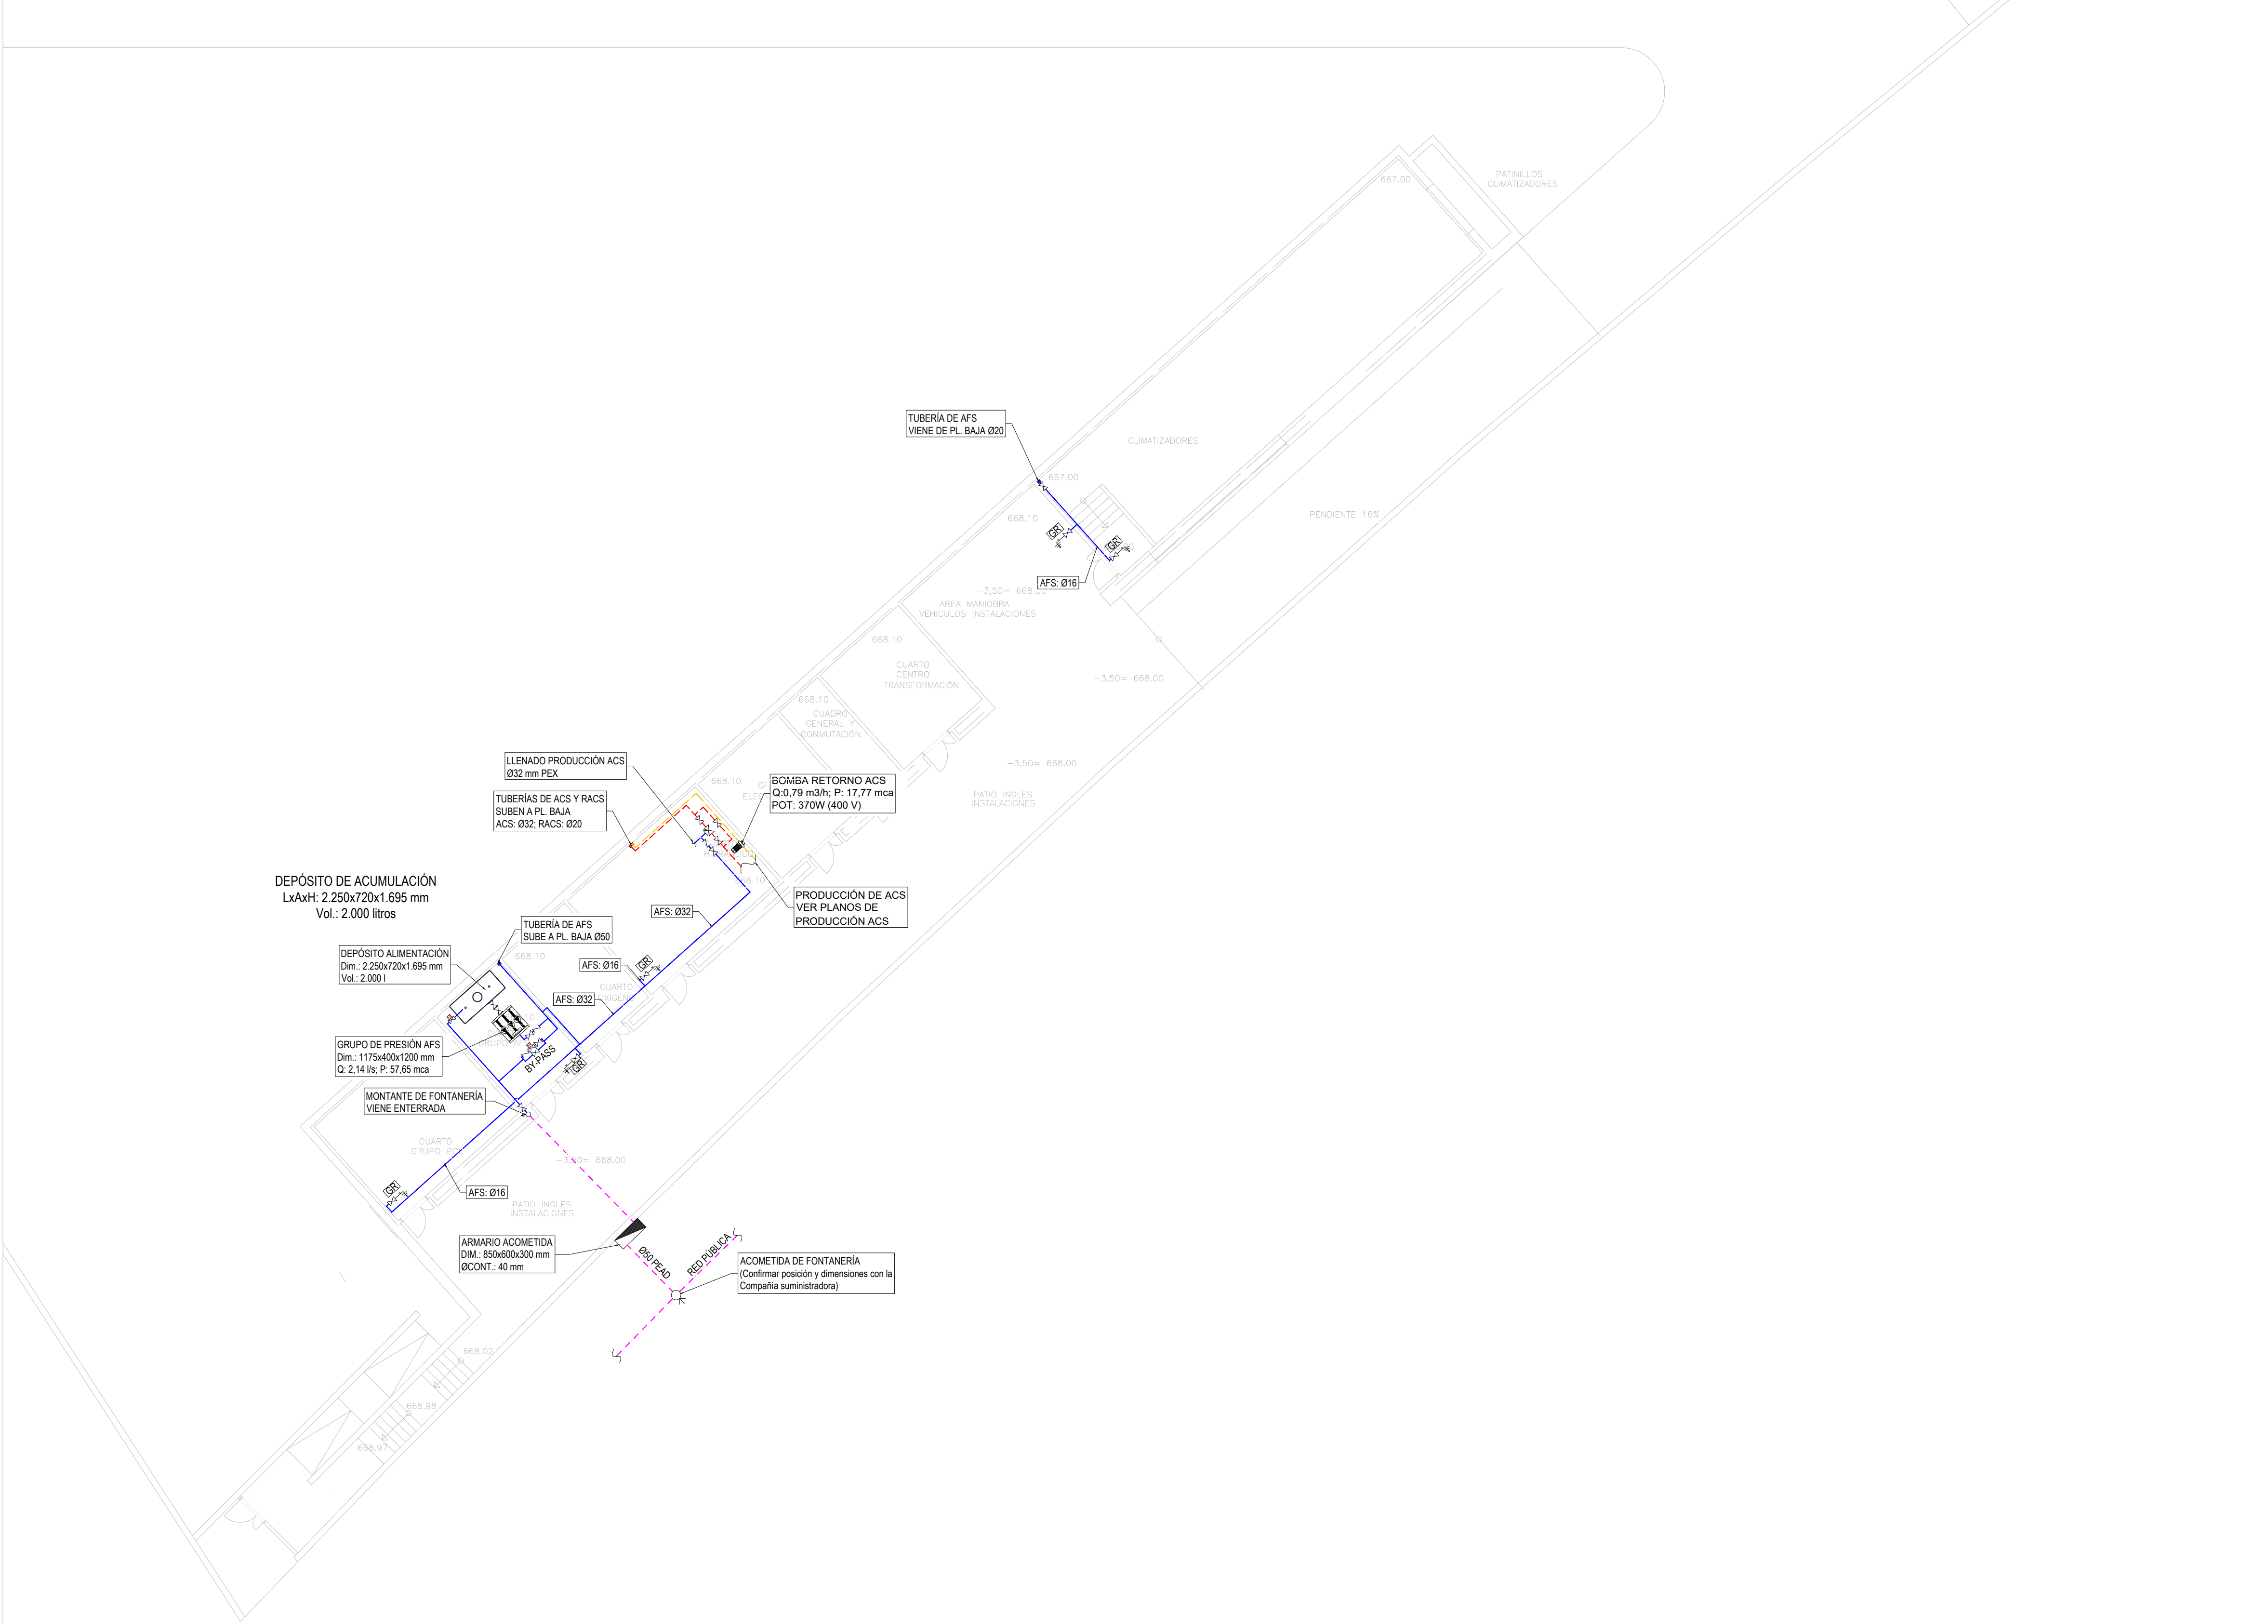 667.00
PATINILLOS
CLIMATIZADORES
TUBERÍA DE AFS
VIENE DE PL. BAJA Ø20
CLIMATIZADORES
667.00
668.10
PENDIENTE 16%
GR
GR
AFS: Ø16
-3,50= 668.
AREA MANIOBRA
VEHICULOS INSTALACIONES
668.10
CUARTO
CENTRO
TRANSFORMACIÓN
-3,50= 668.00
668.10
CUADRO
GENERAL Y
CONMUTACIÓN
LLENADO PRODUCCIÓN ACS
Ø32 mm PEX
-3,50= 668.00
668.10
BOMBA RETORNO ACS
Q:0,79 m3/h; P: 17,77 mca
POT: 370W (400 V)
TUBERÍAS DE ACS Y RACS
SUBEN A PL. BAJA
ACS: Ø32; RACS: Ø20
PATIO INGLES
INSTALACIONES
DEPÓSITO DE ACUMULACIÓN
LxAxH: 2.250x720x1.695 mm
Vol.: 2.000 litros
PRODUCCIÓN DE ACS
VER PLANOS DE
PRODUCCIÓN ACS
AFS: Ø32
TUBERÍA DE AFS
SUBE A PL. BAJA Ø50
DEPÓSITO ALIMENTACIÓN
Dim.: 2.250x720x1.695 mm
Vol.: 2.000 l
668.10
AFS: Ø16
GR
CUARTO
AFS: Ø32
GRUPO DE PRESIÓN AFS
Dim.: 1175x400x1200 mm
Q: 2,14 l/s; P: 57,65 mca
BY-PASS
GR
MONTANTE DE FONTANERÍA
VIENE ENTERRADA
CUARTO
GRUPO
-3,50= 668.00
GR
AFS: Ø16
PATIO INGLES
INSTALACIONES
ARMARIO ACOMETIDA
DIM.: 850x600x300 mm
ØCONT.: 40 mm
Ø50 PEAD
RED PÚBLICA
ACOMETIDA DE FONTANERÍA
(Confirmar posición y dimensiones con la
Compañía suministradora)
668.02
668.98
668.97